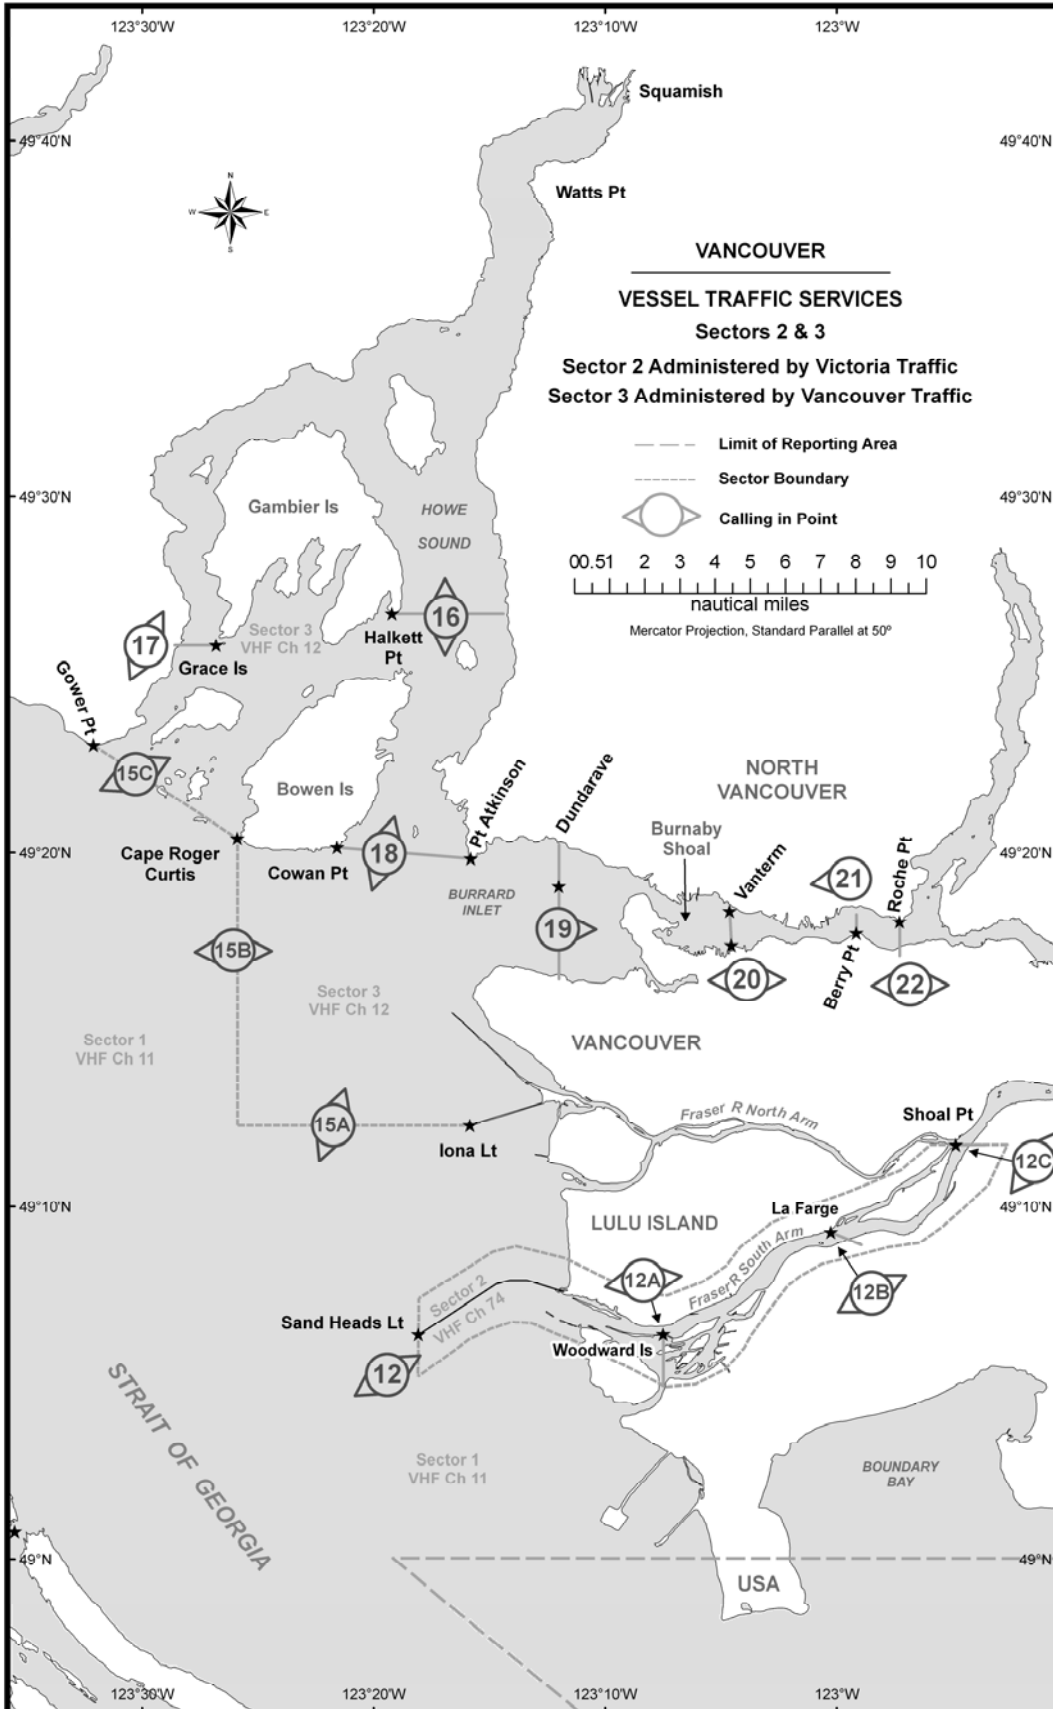 123°30'W 123°20'W 123°10'W 123°W
Squamish
49°40'N 49°40'N
N
W E
S
Watts Pt
VANCOUVER
VESSEL TRAFFIC SERVICES
Sectors 2 & 3
Sector 2 Administered by Victoria Traffic
Sector 3 Administered by Vancouver Traffic
Limit of Reporting Area
Sector Boundary
Calling in Point
49°30'N 49°30'N
Gambier Is
HOWE
SOUND
00.51 2 3 4 5 6 7 8 9 10
nautical miles
Mercator Projection, Standard Parallel at 50º
16
17
Sector 3
VHF Ch 12
Halkett
Pt
Grace Is
Gower Pt
15C
Bowen Is
Pt Atkinson
Dundarave
NORTH
VANCOUVER
Burnaby
Shoal
Vanterm
21
Roche Pt
49°20'N 49°20'N
Cape Roger
Curtis
Cowan Pt
18
BURRARD
INLET
19
15B
20
Berry Pt
22
Sector 3
VHF Ch 12
Sector 1
VHF Ch 11
VANCOUVER
15A
Iona Lt
Fraser R North Arm
Shoal Pt
12C
49°10'N 49°10'N
LULU ISLAND
La Farge
Fraser R South Arm
12A
12B
Sector 2
VHF Ch 74
Sand Heads Lt
Woodward Is
12
STRAIT OF GEORGIA
Sector 1
VHF Ch 11
BOUNDARY
BAY
49°N 49°N
USA
123°30'W 123°20'W 123°10'W 123°W